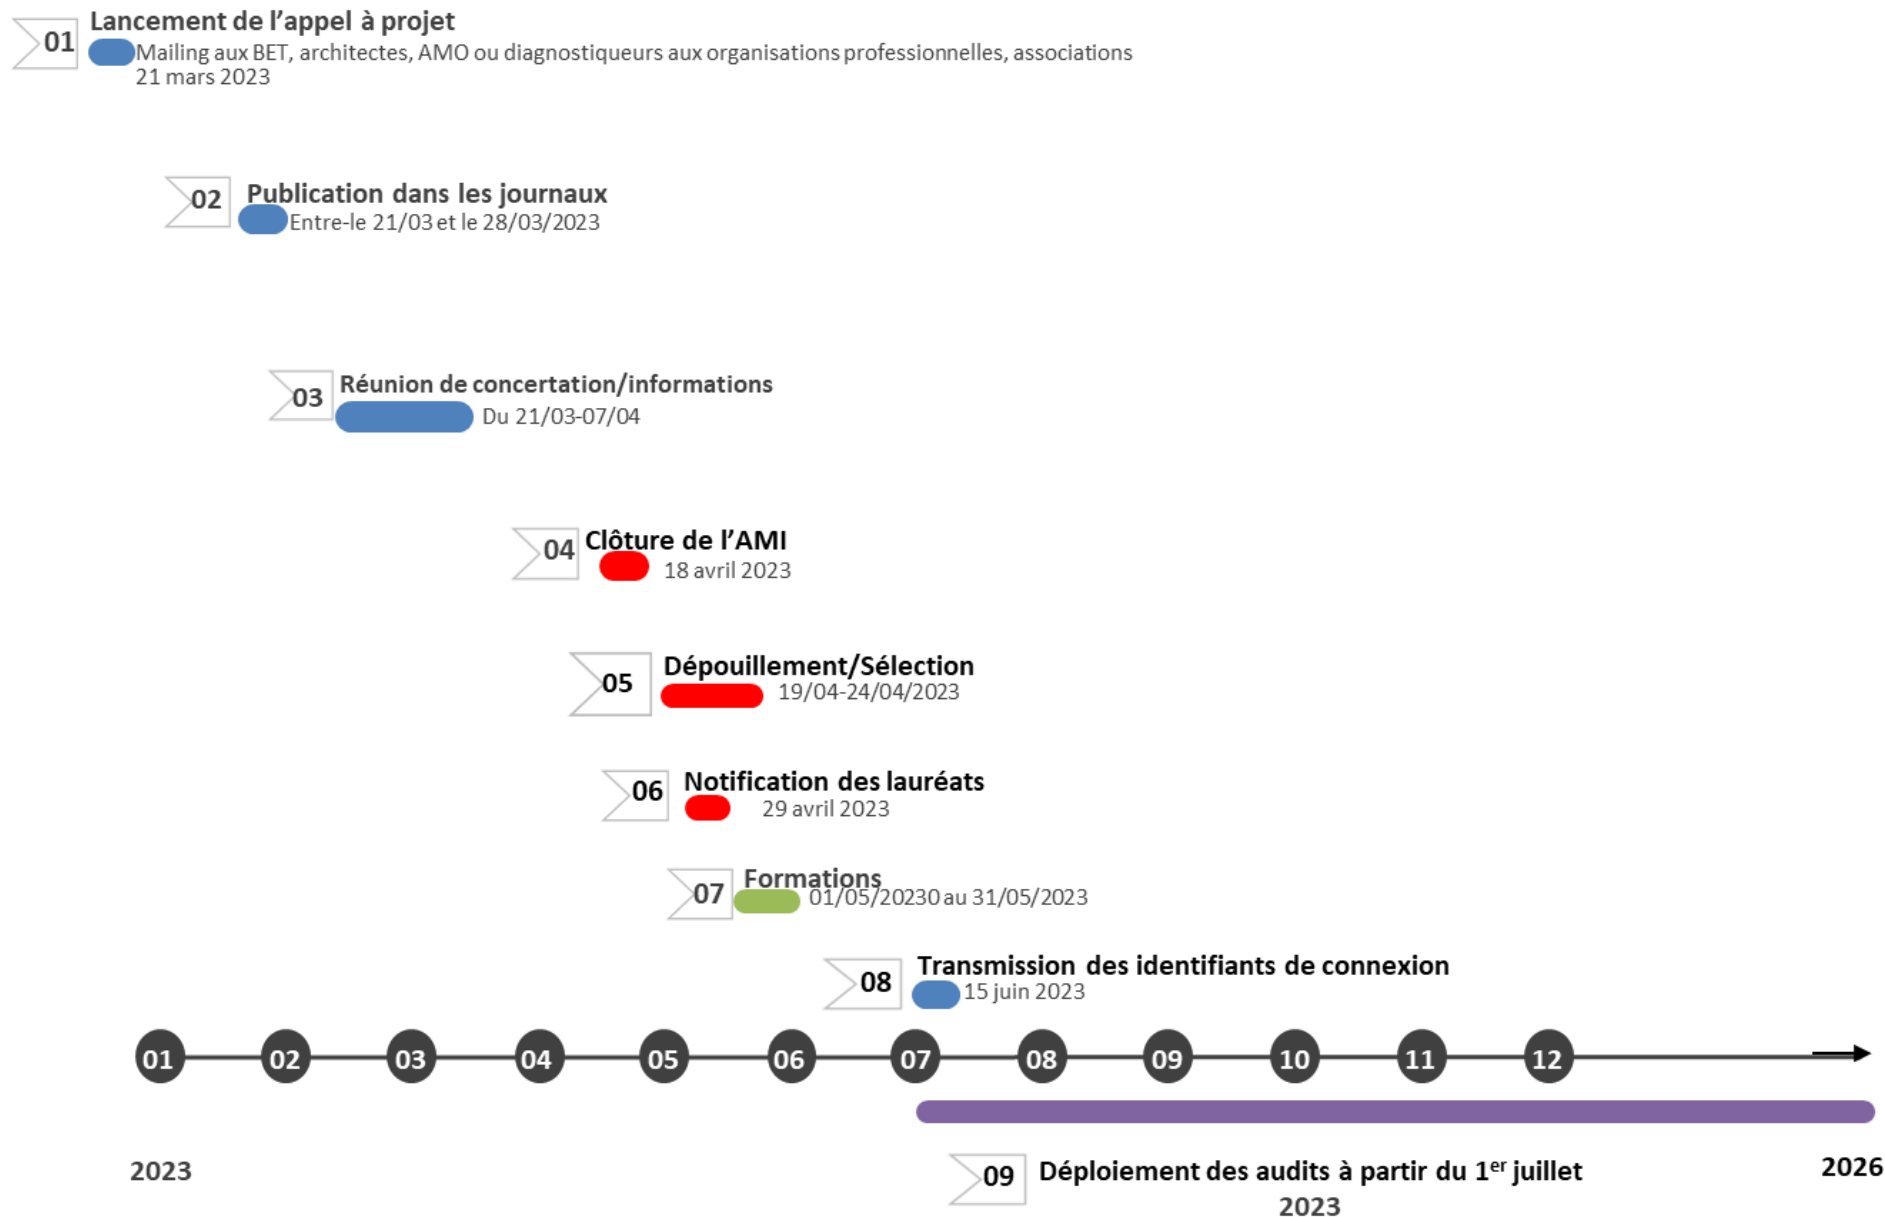 01 Lancement de l'appel à projet
Mailing aux BET, architectes, AMO ou diagnostiqueurs aux organisations professionnelles, associations
21 mars 2023
02 Publication dans les journaux
Entre-le 21/03 et le 28/03/2023
03 Réunion de concertation/informations
Du 21/03-07/04
04 Clôture de l'AMI
18 avril 2023
05 Dépouillement/Sélection
19/04-24/04/2023
06 Notification des lauréats
29 avril 2023
07 Formations
01/05/20230 au 31/05/2023
08 Transmission des identifiants de connexion
15 juin 2023
01 02 03 04 05 06 07 08 09 10 11 12
2023
09 Déploiement des audits à partir du 1er juillet
2023
2026